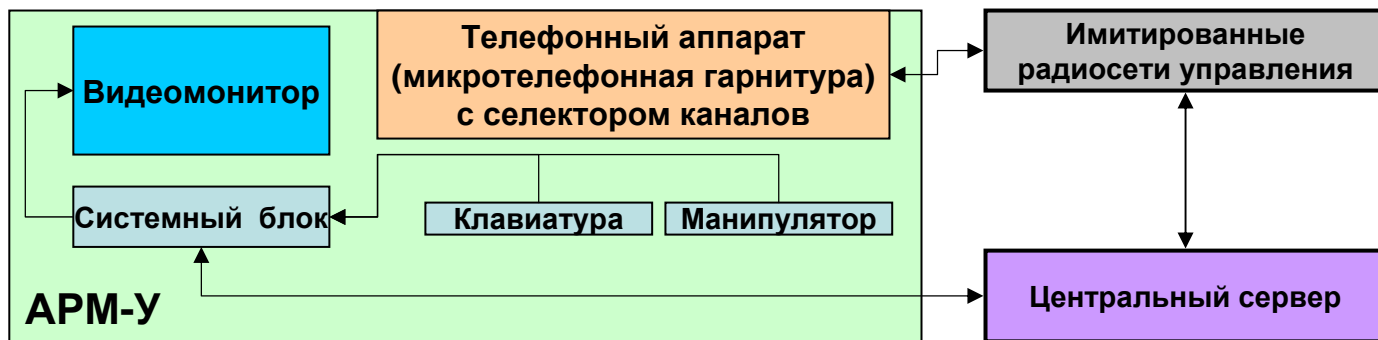 Телефонный аппарат
(микротелефонная гарнитура)
с селектором каналов
Имитированные
радиосети управления
Видеомонитор
Системный блок
Клавиатура
Манипулятор
АРМ-У
Центральный сервер